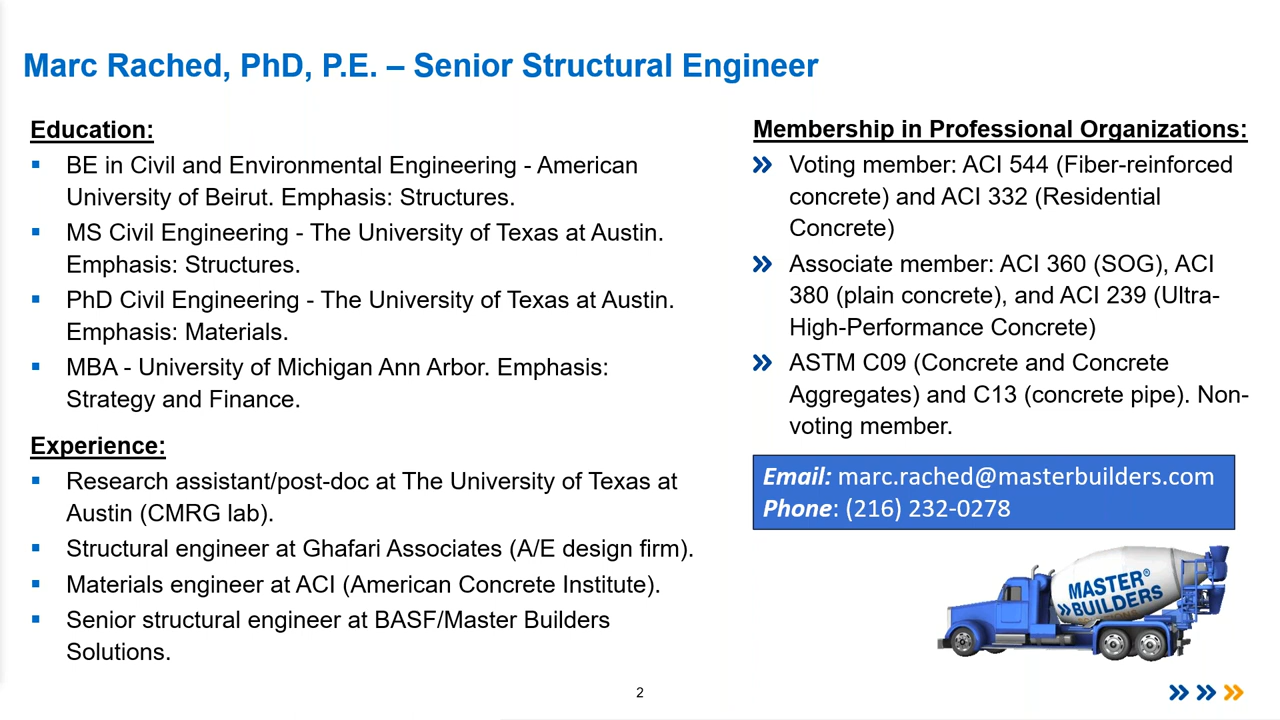 Marc Rached, PhD, P.E. – Senior Structural Engineer
Education:
BE in Civil and Environmental Engineering - American
University of Beirut. Emphasis: Structures.
MS Civil Engineering - The University of Texas at Austin.
Emphasis: Structures.
PhD Civil Engineering - The University of Texas at Austin.
Emphasis: Materials.
MBA - University of Michigan Ann Arbor. Emphasis:
Strategy and Finance.
Experience:
Research assistant/post-doc at The University of Texas at
Austin (CMRG lab).
Structural engineer at Ghafari Associates (A/E design firm).
Materials engineer at ACI (American Concrete Institute).
Senior structural engineer at BASF/Master Builders
Solutions.
Membership in Professional Organizations:
Voting member: ACI 544 (Fiber-reinforced
concrete) and ACI 332 (Residential
Concrete)
Associate member: ACI 360 (SOG), ACI
380 (plain concrete), and ACI 239 (Ultra-
High-Performance Concrete)
ASTM C09 (Concrete and Concrete
Aggregates) and C13 (concrete pipe). Non-
voting member.
Email: marc.rached@masterbuilders.com
Phone: (216) 232-0278
MASTER®
BUILDERS
2